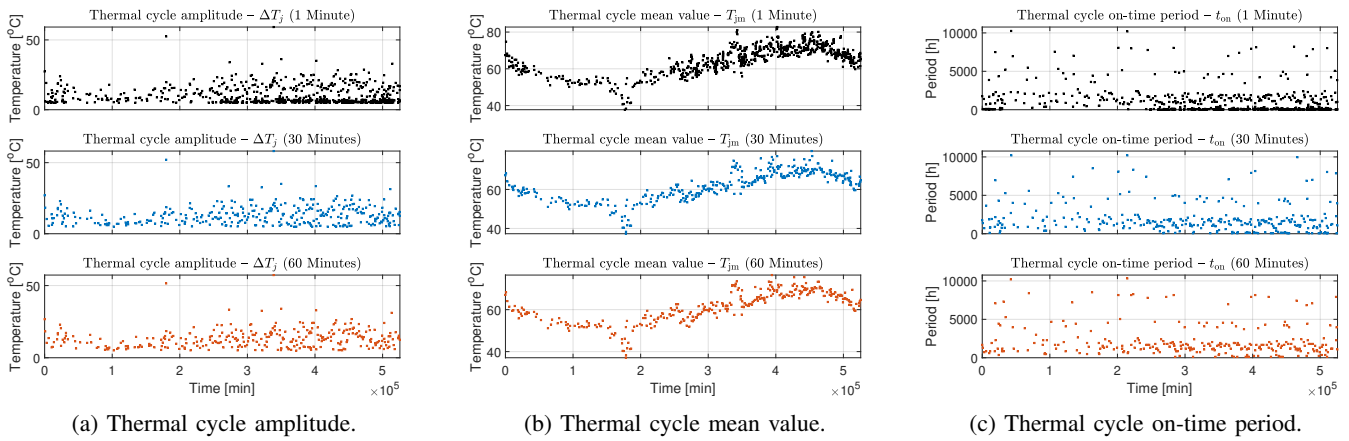 Thermal cycle amplitude – ΔT_j (1 Minute)
Temperature [°C]
50
0
Thermal cycle amplitude – ΔT_j (30 Minutes)
Temperature [°C]
50
0
Thermal cycle amplitude – ΔT_j (60 Minutes)
Temperature [°C]
50
0
0 1 2 3 4 5
Time [min]
×10^5
(a) Thermal cycle amplitude.
Thermal cycle mean value – T_jm (1 Minute)
Temperature [°C]
80
60
40
Thermal cycle mean value – T_jm (30 Minutes)
Temperature [°C]
60
40
Thermal cycle mean value – T_jm (60 Minutes)
Temperature [°C]
60
40
0 1 2 3 4 5
Time [min]
×10^5
(b) Thermal cycle mean value.
Thermal cycle on-time period – t_on (1 Minute)
Period [h]
10000
5000
0
Thermal cycle on-time period – t_on (30 Minutes)
Period [h]
10000
5000
0
Thermal cycle on-time period – t_on (60 Minutes)
Period [h]
10000
5000
0
0 1 2 3 4 5
Time [min]
×10^5
(c) Thermal cycle on-time period.